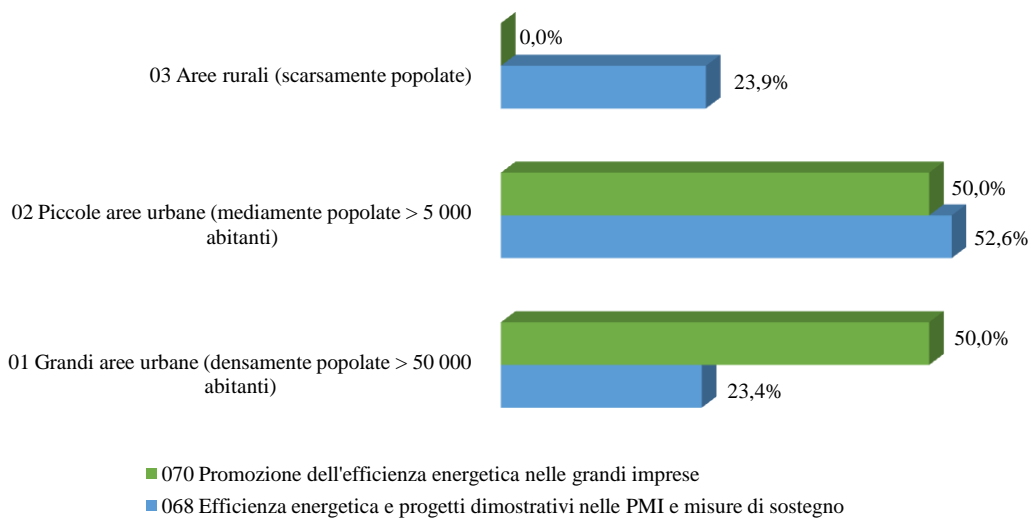 0,0%
03 Aree rurali (scarsamente popolate)
23,9%
50,0%
02 Piccole aree urbane (mediamente popolate > 5 000
abitanti)
52,6%
50,0%
01 Grandi aree urbane (densamente popolate > 50 000
abitanti)
23,4%
070 Promozione dell'efficienza energetica nelle grandi imprese
068 Efficienza energetica e progetti dimostrativi nelle PMI e misure di sostegno